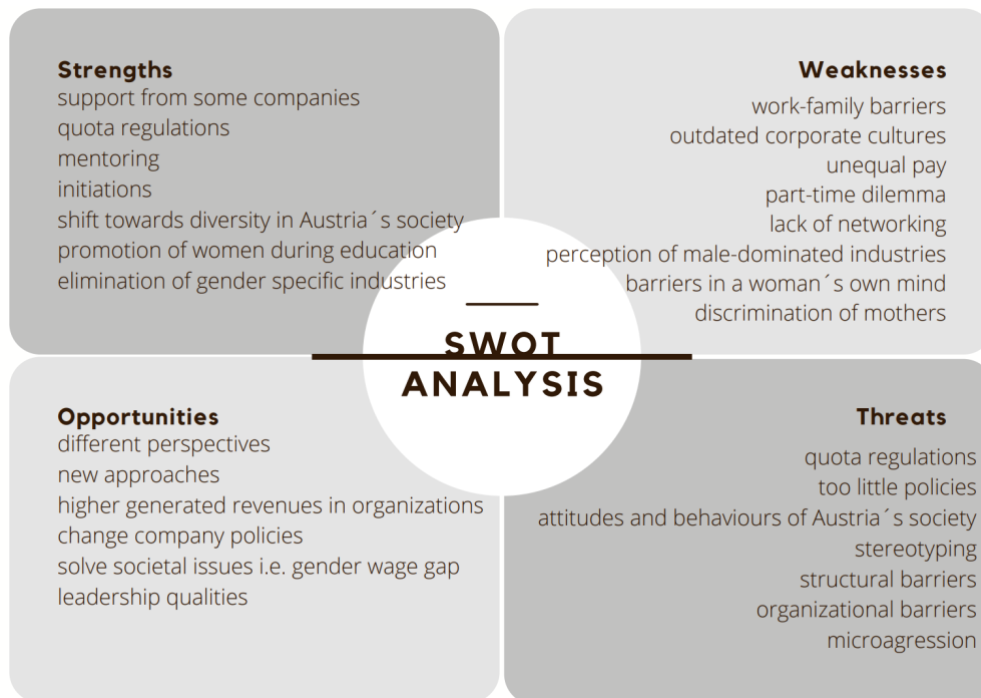 Strengths
support from some companies
quota regulations
mentoring
initiations
shift towards diversity in Austria´s society
promotion of women during education
elimination of gender specific industries
Weaknesses
work-family barriers
outdated corporate cultures
unequal pay
part-time dilemma
lack of networking
perception of male-dominated industries
barriers in a woman´s own mind
discrimination of mothers
SWOT
ANALYSIS
Opportunities
different perspectives
new approaches
higher generated revenues in organizations
change company policies
solve societal issues i.e. gender wage gap
leadership qualities
Threats
quota regulations
too little policies
attitudes and behaviours of Austria´s society
stereotyping
structural barriers
organizational barriers
microagression